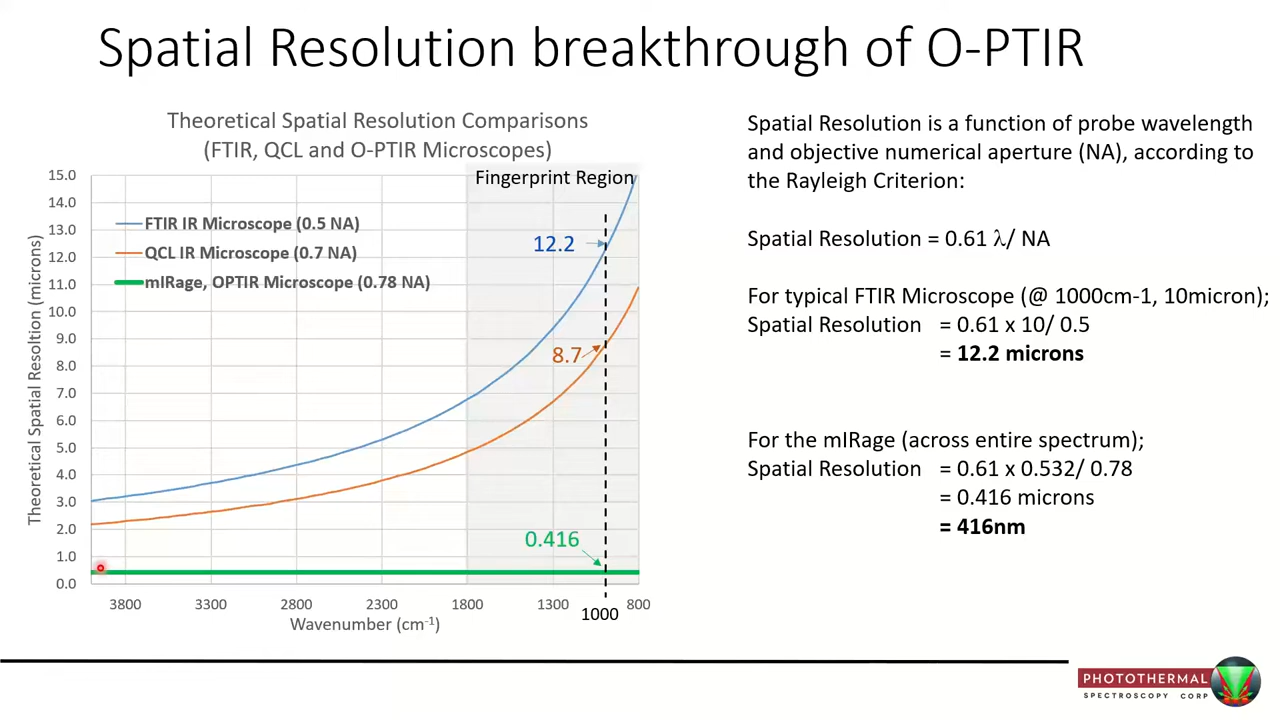 Spatial Resolution breakthrough of O-PTIR
Theoretical Spatial Resolution Comparisons
(FTIR, QCL and O-PTIR Microscopes)
Fingerprint Region
FTIR IR Microscope (0.5 NA)
QCL IR Microscope (0.7 NA)
mIRage, OPTIR Microscope (0.78 NA)
12.2
8.7
0.416
Theoretical Spatial Resoltion (microns)
15.0
14.0
13.0
12.0
11.0
10.0
9.0
8.0
7.0
6.0
5.0
4.0
3.0
2.0
1.0
0.0
3800 3300 2800 2300 1800 1300 1000 800
Wavenumber (cm⁻¹)
Spatial Resolution is a function of probe wavelength
and objective numerical aperture (NA), according to
the Rayleigh Criterion:
Spatial Resolution = 0.61 λ/ NA
For typical FTIR Microscope (@ 1000cm-1, 10micron);
Spatial Resolution = 0.61 x 10/ 0.5
= 12.2 microns
For the mIRage (across entire spectrum);
Spatial Resolution = 0.61 x 0.532/ 0.78
= 0.416 microns
= 416nm
PHOTOTHERMAL
SPECTROSCOPY CORP